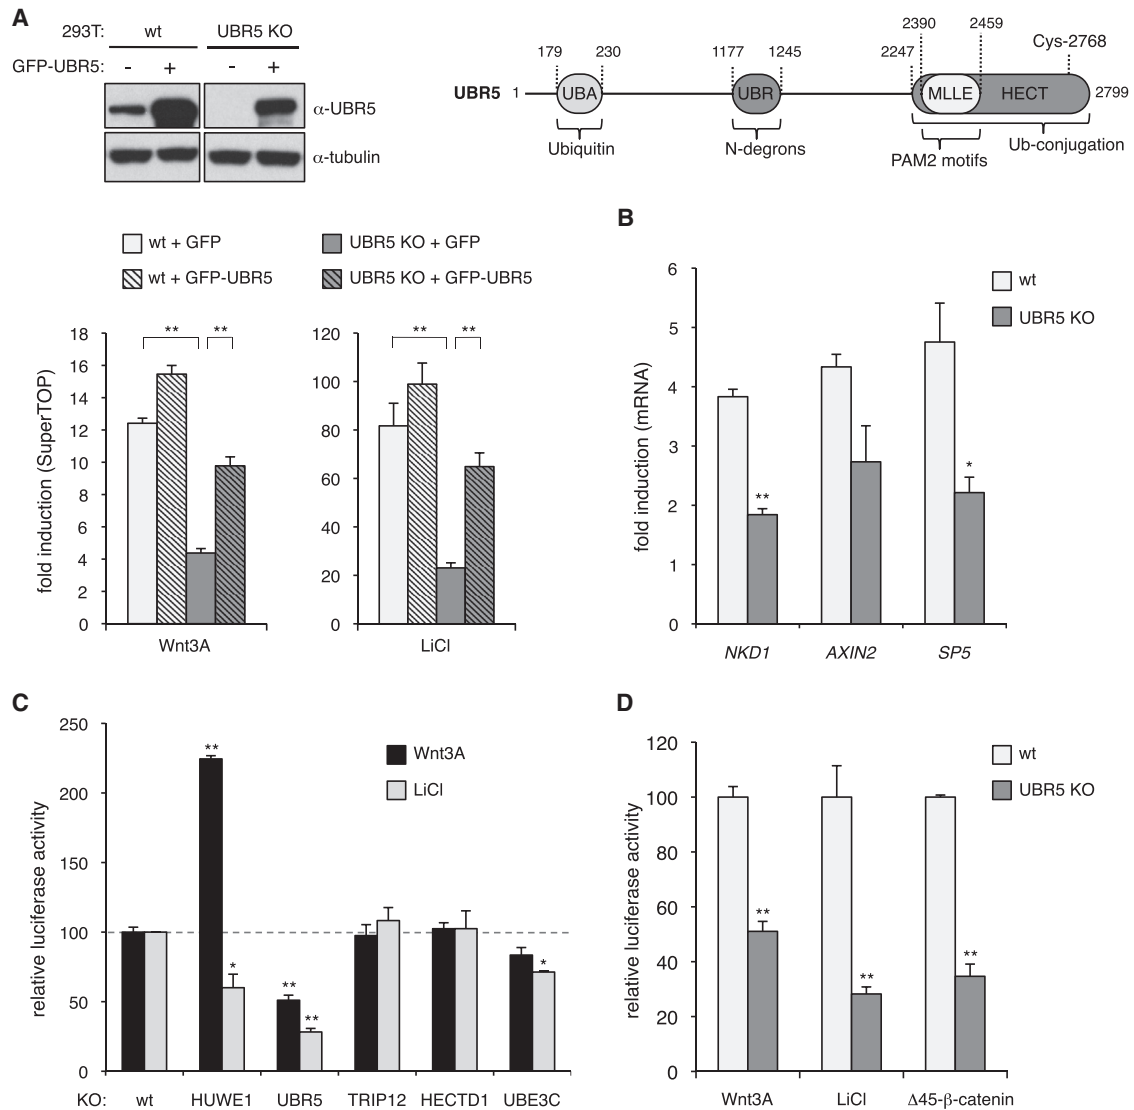 A
293T: wt UBR5 KO
GFP-UBR5: - + - +
α-UBR5
α-tubulin
2390 2459
179 230 1177 1245 2247 Cys-2768
UBR5 1 UBA UBR MLLE HECT 2799
Ubiquitin N-degrons PAM2 motifs Ub-conjugation
wt + GFP UBR5 KO + GFP
wt + GFP-UBR5 UBR5 KO + GFP-UBR5
fold induction (SuperTOP)
18
16
14
12
10
8
6
4
2
0
** **
Wnt3A
120
100
80
60
40
20
0
** **
LiCl
B
wt
UBR5 KO
fold induction (mRNA)
6
5
4
3
2
1
0
** *
NKD1 AXIN2 SP5
C
Wnt3A
LiCl
relative luciferase activity
250
200
150
100
50
0
** * ** ** *
KO: wt HUWE1 UBR5 TRIP12 HECTD1 UBE3C
D
wt
UBR5 KO
relative luciferase activity
120
100
80
60
40
20
0
** ** **
Wnt3A LiCl Δ45-β-catenin